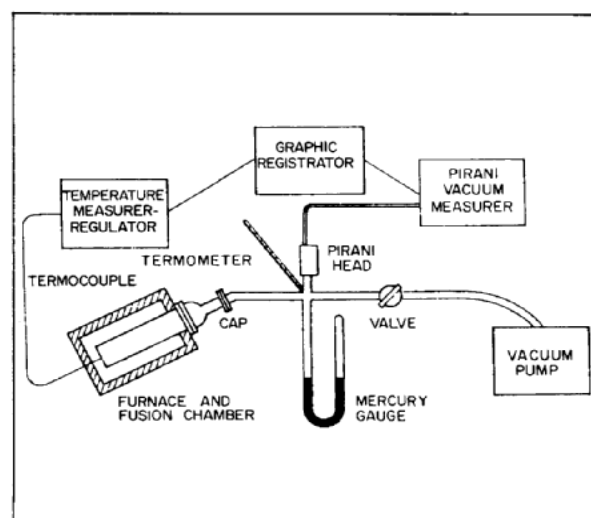 GRAPHIC
REGISTRATOR
PIRANI
VACUUM
MEASURER
TEMPERATURE
MEASURER-
REGULATOR
TERMOMETER
PIRANI
HEAD
TERMOCOUPLE
CAP
VALVE
VACUUM
PUMP
FURNACE AND
FUSION CHAMBER
MERCURY
GAUGE